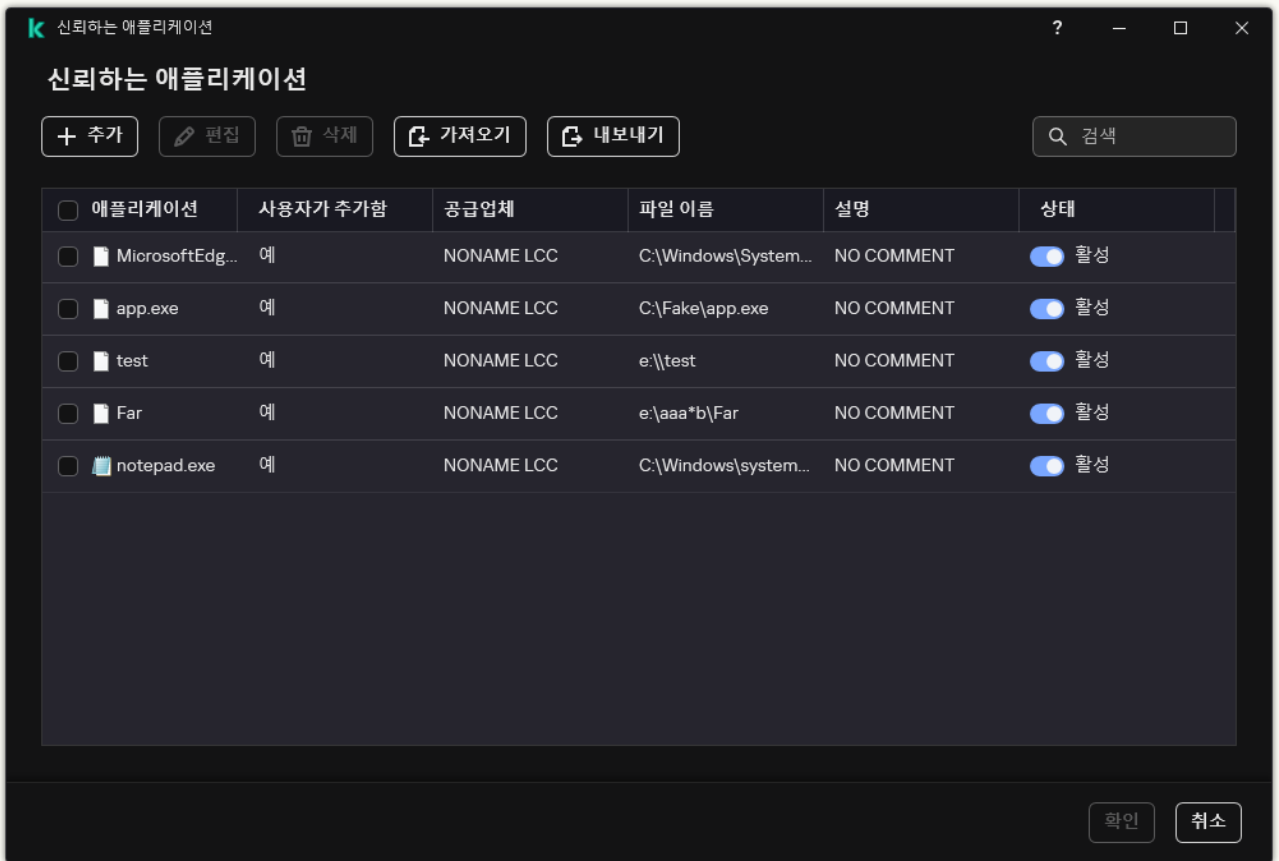 신뢰하는 애플리케이션
?
신뢰하는 애플리케이션
추가 편집 삭제 가져오기 내보내기 검색
애플리케이션 사용자가 추가함 공급업체 파일 이름 설명 상태
MicrosoftEdg... 예 NONAME LCC C:\Windows\System... NO COMMENT 활성
app.exe 예 NONAME LCC C:\Fake\app.exe NO COMMENT 활성
test 예 NONAME LCC e:\\test NO COMMENT 활성
Far 예 NONAME LCC e:\aaa*b\Far NO COMMENT 활성
notepad.exe 예 NONAME LCC C:\Windows\system... NO COMMENT 활성
확인 취소